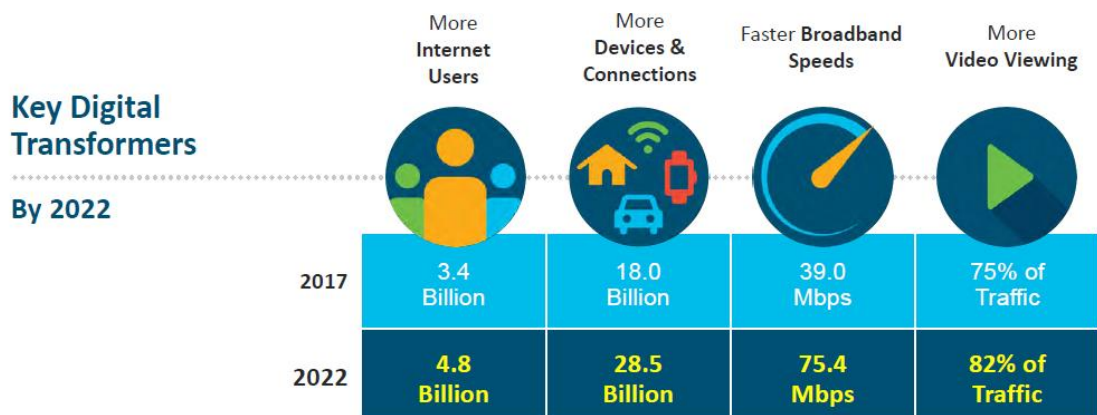 More
Internet
Users
More
Devices &
Connections
Faster Broadband
Speeds
More
Video Viewing
Key Digital
Transformers
By 2022
2017
3.4
Billion
18.0
Billion
39.0
Mbps
75% of
Traffic
2022
4.8
Billion
28.5
Billion
75.4
Mbps
82% of
Traffic